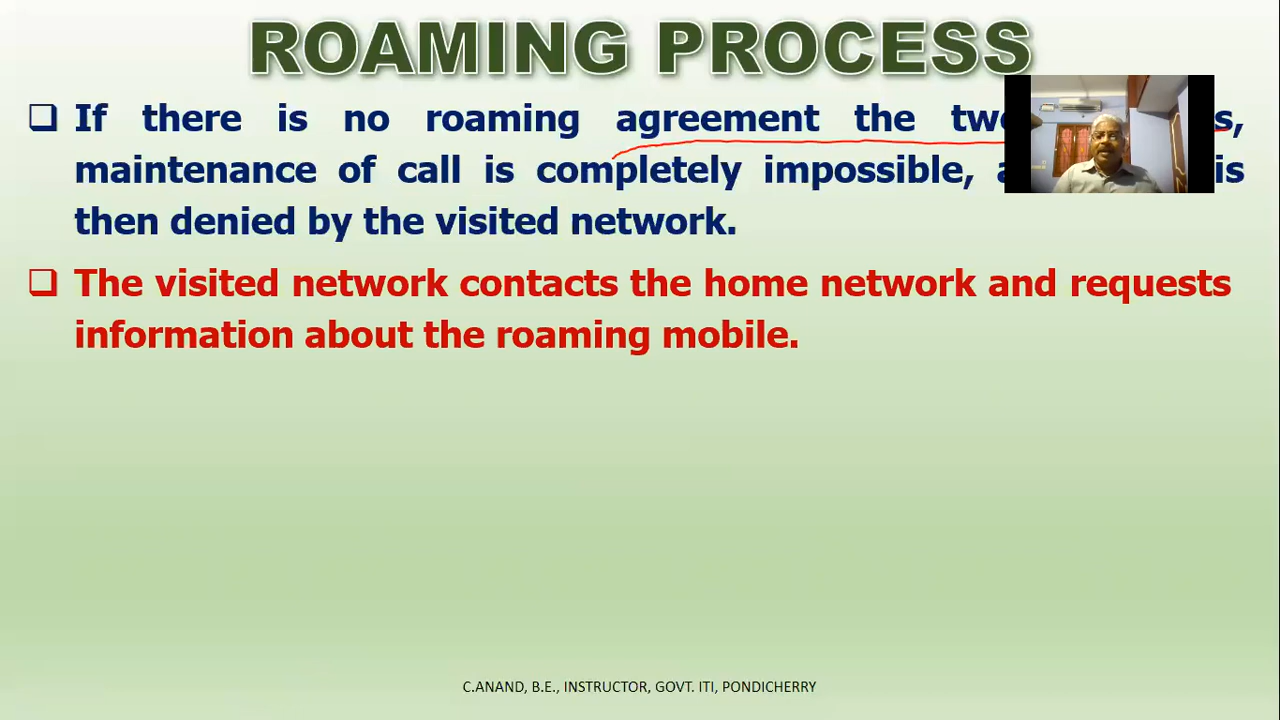 ROAMING PROCESS
If there is no roaming agreement the
maintenance of call is completely impossible, is
then denied by the visited network.
The visited network contacts the home network and requests
information about the roaming mobile.
C.ANAND, B.E., INSTRUCTOR, GOVT. ITI, PONDICHERRY